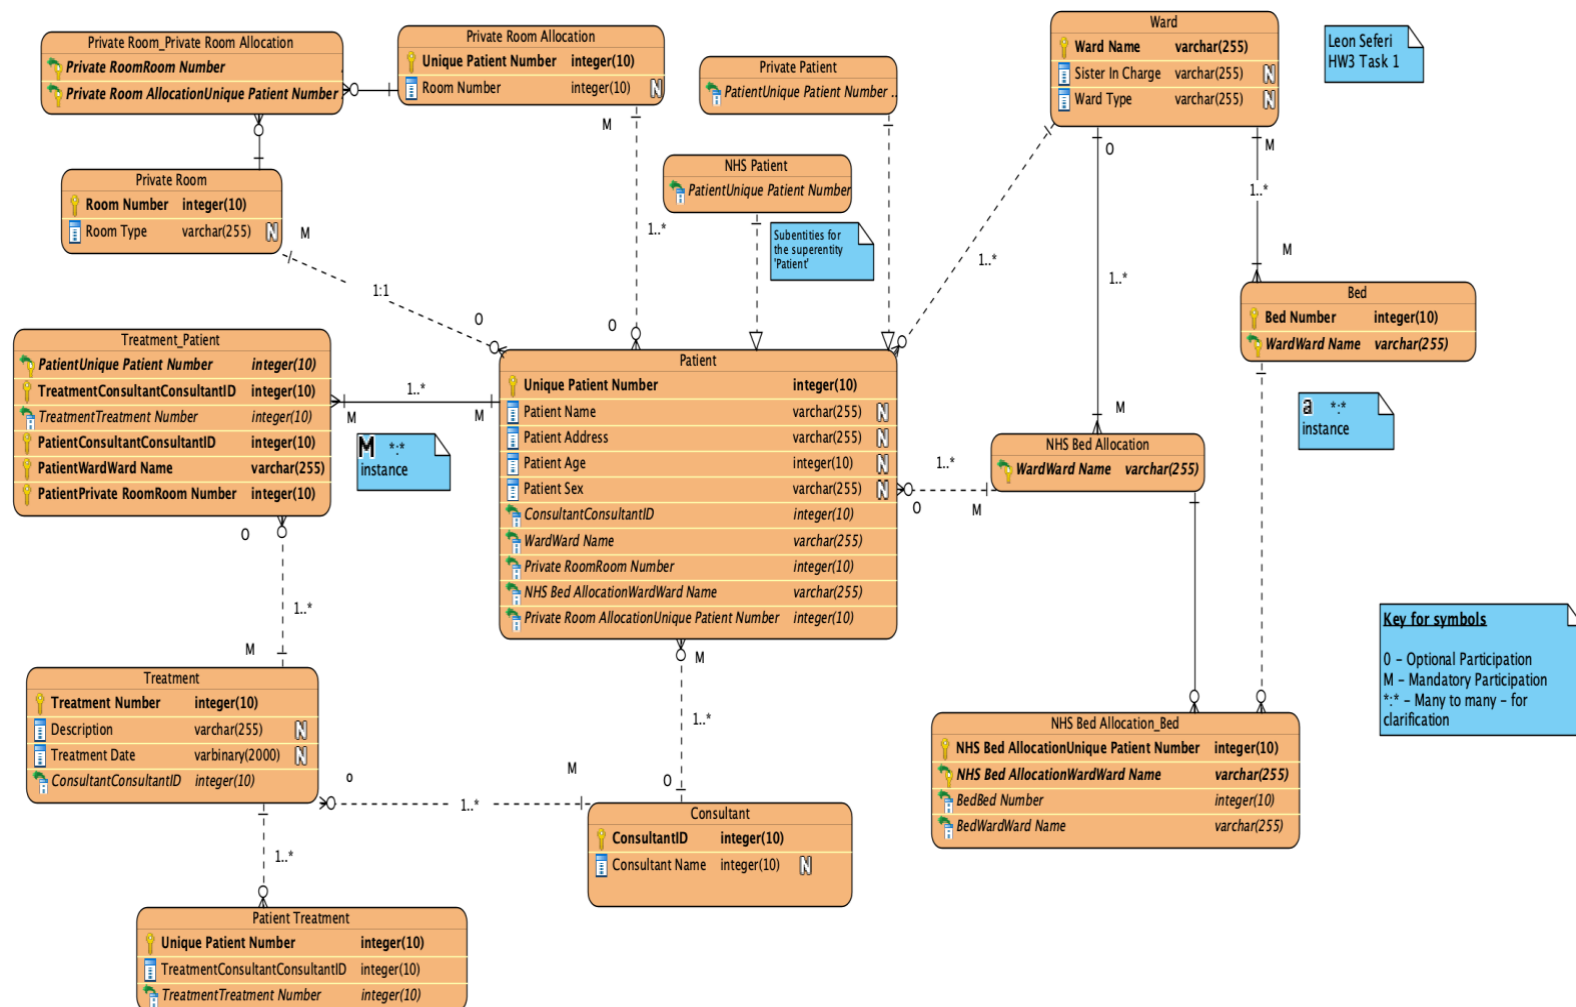 Private Room_Private Room Allocation
Private RoomRoom Number
Private Room AllocationUnique Patient Number
Private Room Allocation
Unique Patient Number integer(10)
Room Number integer(10) N
M
Private Patient
PatientUnique Patient Number ..
Ward
Ward Name varchar(255)
Sister In Charge varchar(255) N
Ward Type varchar(255) N
O
M
Leon Seferi
HW3 Task 1
Private Room
Room Number integer(10)
Room Type varchar(255) N
M
NHS Patient
PatientUnique Patient Number
Subentities for
the superentity
'Patient'
1..*
1..*
1..*
1..*
M
1:1
O
O
Bed
Bed Number integer(10)
WardWard Name varchar(255)
a *:*
instance
Treatment_Patient
PatientUnique Patient Number integer(10)
TreatmentConsultantConsultantID integer(10)
TreatmentTreatment Number integer(10)
PatientConsultantConsultantID integer(10)
PatientWardWard Name varchar(255)
PatientPrivate RoomRoom Number integer(10)
O
1..*
M
M
M *:*
instance
Patient
Unique Patient Number integer(10)
Patient Name varchar(255) N
Patient Address varchar(255) N
Patient Age integer(10) N
Patient Sex varchar(255) N
ConsultantConsultantID integer(10)
WardWard Name varchar(255)
Private RoomRoom Number integer(10)
NHS Bed AllocationWardWard Name varchar(255)
Private Room AllocationUnique Patient Number integer(10)
M
NHS Bed Allocation
WardWard Name varchar(255)
1..*
O
M
1..*
M
Key for symbols
O - Optional Participation
M - Mandatory Participation
*:* - Many to many - for
clarification
Treatment
Treatment Number integer(10)
Description varchar(255) N
Treatment Date varbinary(2000) N
ConsultantConsultantID integer(10)
M
1..*
O
o
1..*
M
Consultant
ConsultantID integer(10)
Consultant Name integer(10) N
NHS Bed Allocation_Bed
NHS Bed AllocationUnique Patient Number integer(10)
NHS Bed AllocationWardWard Name varchar(255)
BedBed Number integer(10)
BedWardWard Name varchar(255)
1..*
Patient Treatment
Unique Patient Number integer(10)
TreatmentConsultantConsultantID integer(10)
TreatmentTreatment Number integer(10)